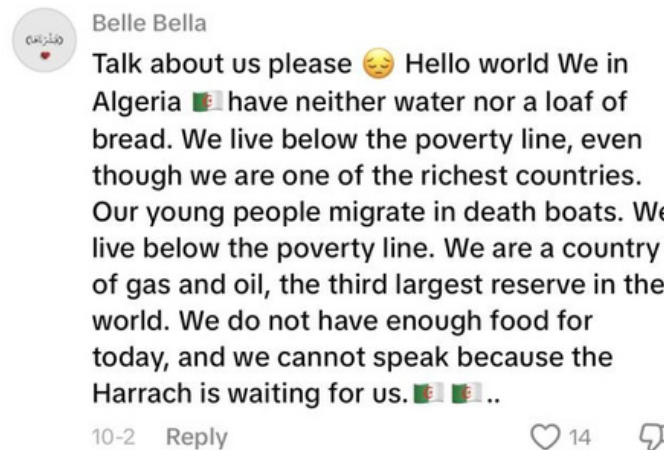 Belle Bella
Talk about us please 😔 Hello world We in
Algeria 🇩🇿 have neither water nor a loaf of
bread. We live below the poverty line, even
though we are one of the richest countries.
Our young people migrate in death boats. We
live below the poverty line. We are a country
of gas and oil, the third largest reserve in the
world. We do not have enough food for
today, and we cannot speak because the
Harrach is waiting for us. 🇩🇿 🇩🇿 ..
10-2 Reply 14